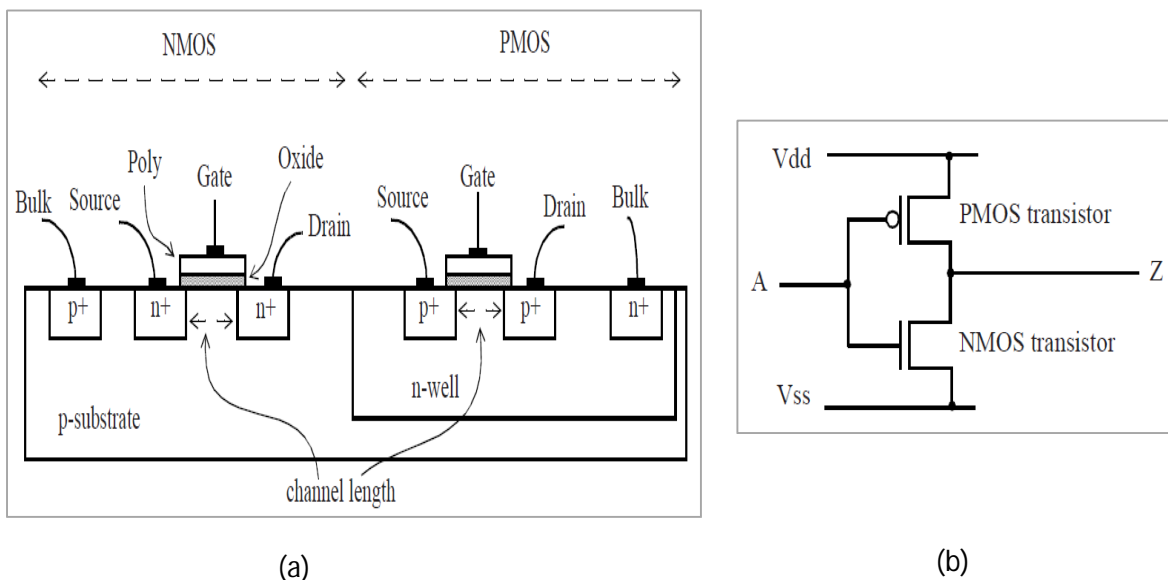 NMOS PMOS
Poly Gate Oxide Gate
Bulk Source Drain Source Drain Bulk
p+ n+ n+ p+ p+ n+
n-well
p-substrate
channel length
(a)
Vdd
PMOS transistor
A Z
NMOS transistor
Vss
(b)